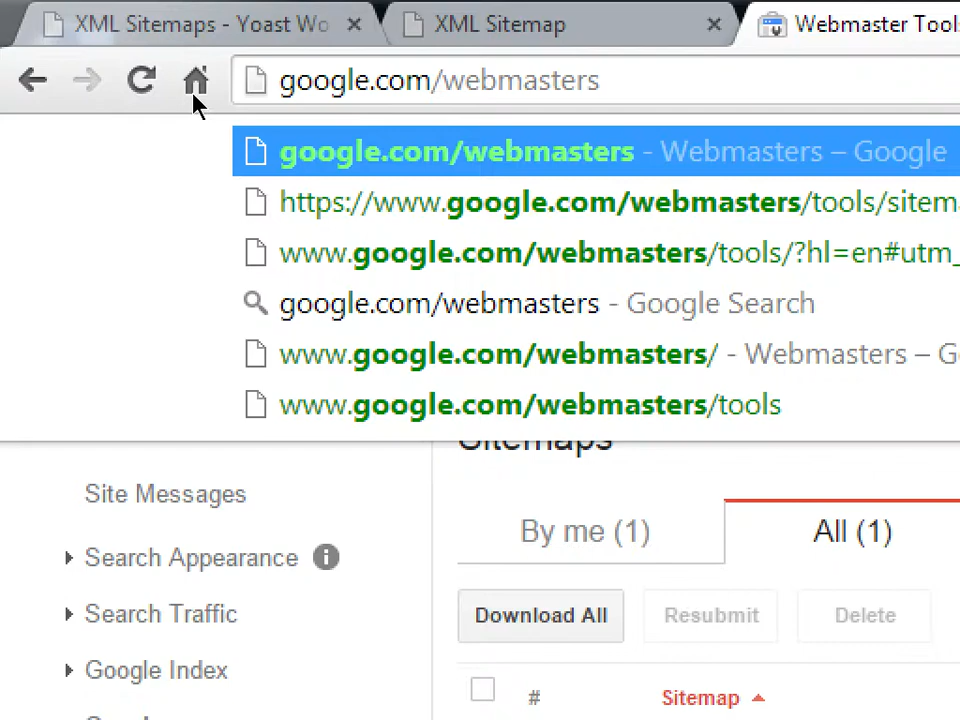 XML Sitemaps - Yoast Wo
XML Sitemap
Webmaster Tools
google.com/webmasters
google.com/webmasters - Webmasters – Google
https://www.google.com/webmasters/tools/sitem
www.google.com/webmasters/tools/?hl=en#utm_
google.com/webmasters - Google Search
www.google.com/webmasters/ - Webmasters – G
www.google.com/webmasters/tools
Sitemaps
Site Messages
Search Appearance i
Search Traffic
Google Index
By me (1)
All (1)
Download All
Resubmit
Delete
#
Sitemap